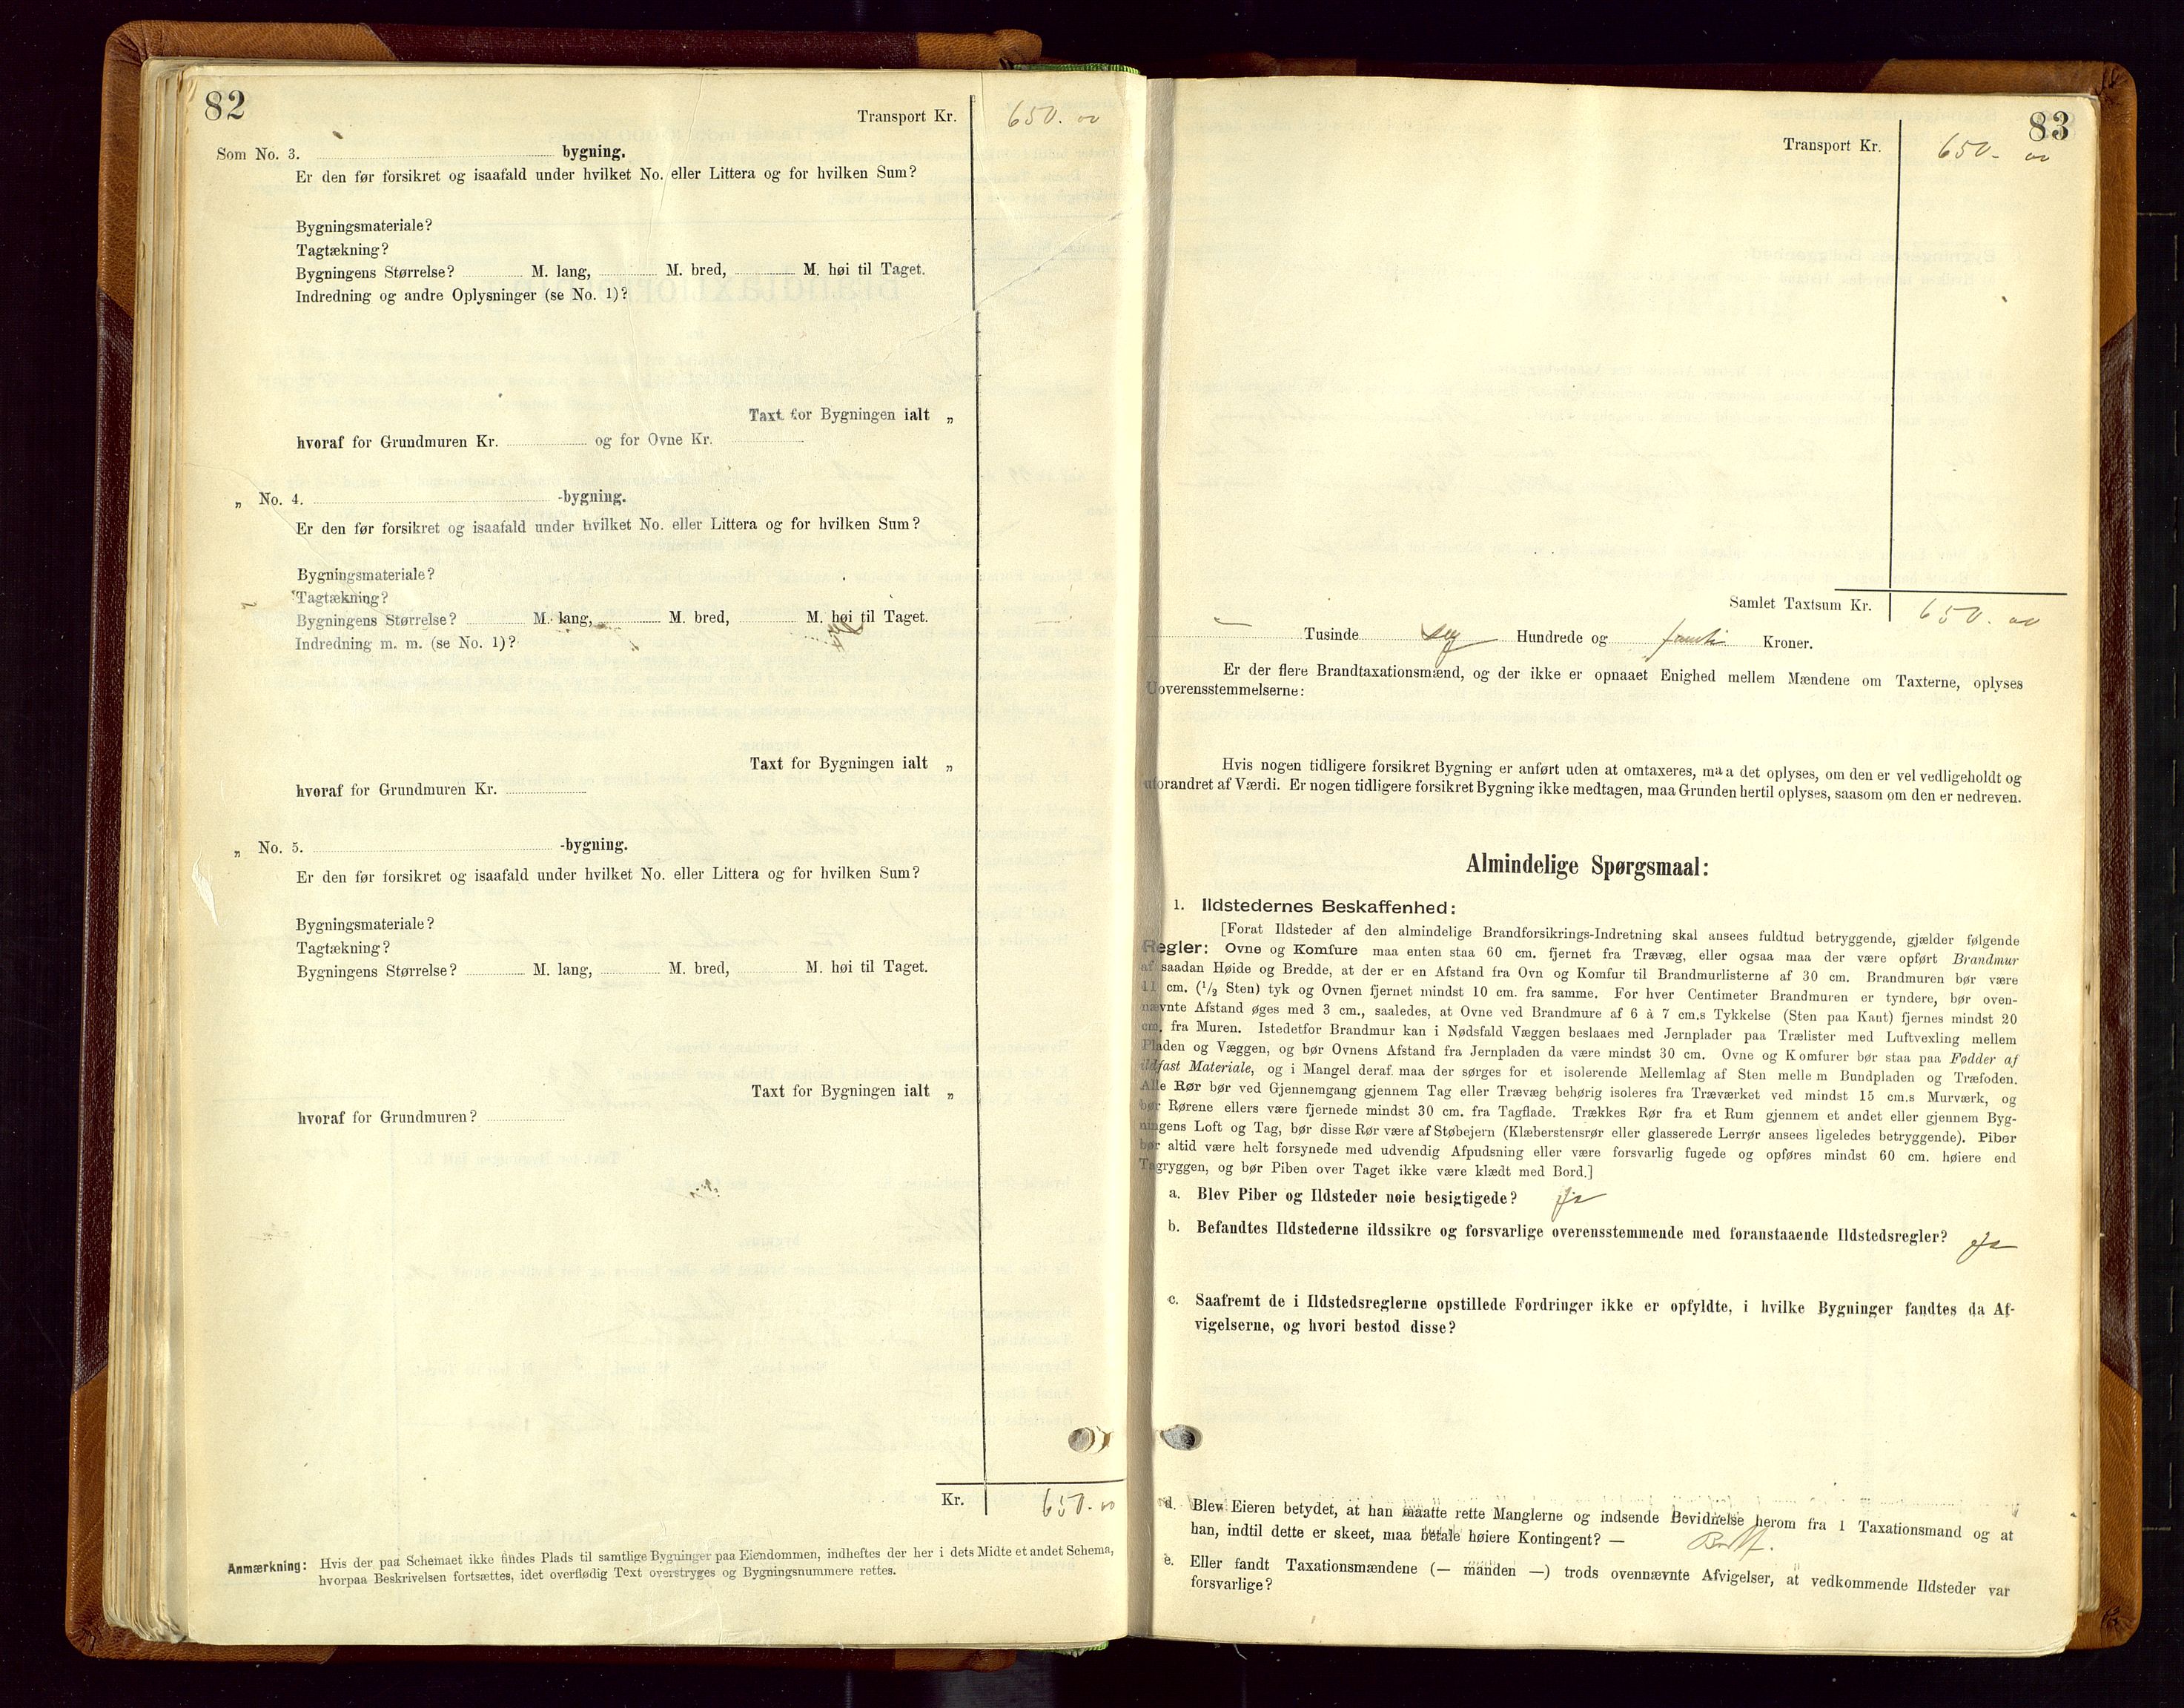 82
Transport Kr. 650. 00
Som No. 3. bygning.
Er den før forsikret og isaafald under hvilket No. eller Littera og for hvilken Sum?
Bygningsmateriale?
Tagtækning?
Bygningens Størrelse? M. lang, M. bred, M. høi til Taget.
Indredning og andre Oplysninger (se No. 1)?
Taxt for Bygningen ialt „
hvoraf for Grundmuren Kr. og for Ovne Kr.
„ No. 4. -bygning.
Er den før forsikret og isaafald under hvilket No. eller Littera og for hvilken Sum?
Bygningsmateriale?
Tagtækning?
Bygningens Størrelse? M. lang, M. bred, M. høi til Taget.
Indredning m. m. (se No. 1)?
Taxt for Bygningen ialt „
hvoraf for Grundmuren Kr.
„ No. 5. -bygning.
Er den før forsikret og isaafald under hvilket No. eller Littera og for hvilken Sum?
Bygningsmateriale?
Tagtækning?
Bygningens Størrelse? M. lang, M. bred, M. høi til Taget.
Taxt for Bygningen ialt „
hvoraf for Grundmuren?
Kr. 650. 00
Anmærkning: Hvis der paa Schemaet ikke findes Plads til samtlige Bygninger paa Eiendommen, indheftes der her i dets Midte et andet Schema,
hvorpaa Beskrivelsen fortsættes, idet overflødig Text overstryges og Bygningsnummere rettes.
83
Transport Kr. 650- 00
Samlet Taxtsum Kr. 650. 00
— Tusinde sex Hundrede og femti Kroner.
Er der flere Brandtaxationsmænd, og der ikke er opnaaet Enighed mellem Mændene om Taxterne, oplyses
Uoverensstemmelserne:
Hvis nogen tidligere forsikret Bygning er anført uden at omtaxeres, maa det oplyses, om den er vel vedligeholdt og
uforandret af Værdi. Er nogen tidligere forsikret Bygning ikke medtagen, maa Grunden hertil oplyses, saasom om den er nedreven.
Almindelige Spørgsmaal:
1. Ildstedernes Beskaffenhed:
[Forat Ildsteder af den almindelige Brandforsikrings-Indretning skal ansees fuldtud betryggende, gjælder følgende
Regler: Ovne og Komfure maa enten staa 60 cm. fjernet fra Trævæg, eller ogsaa maa der være opført Brandmur
af saadan Høide og Bredde, at der er en Afstand fra Ovn og Komfur til Brandmurlisterne af 30 cm. Brandmuren bør være
11 cm. (1/2 Sten) tyk og Ovnen fjernet mindst 10 cm. fra samme. For hver Centimeter Brandmuren er tyndere, bør oven-
nævnte Afstand øges med 3 cm., saaledes, at Ovne ved Brandmure af 6 à 7 cm.s Tykkelse (Sten paa Kant) fjernes mindst 20
cm. fra Muren. Istedetfor Brandmur kan i Nødsfald Væggen beslaaes med Jernplader paa Trælister med Luftvexling mellem
Pladen og Væggen, og bør Ovnens Afstand fra Jernpladen da være mindst 30 cm. Ovne og Komfurer bør staa paa Fødder af
ildfast Materiale, og i Mangel deraf maa der sørges for et isolerende Mellemlag af Sten mellem Bundpladen og Træfoden.
Alle Rør bør ved Gjennemgang gjennem Tag eller Trævæg behørig isoleres fra Træværket ved mindst 15 cm.s Murværk, og
bør Rørene ellers være fjernede mindst 30 cm. fra Tagflade. Trækkes Rør fra et Rum gjennem et andet eller gjennem Byg-
ningens Loft og Tag, bør disse Rør være af Støbejern (Klæberstensrør eller glasserede Lerrør ansees ligeledes betryggende). Piber
bør altid være helt forsynede med udvendig Afpudsning eller være forsvarlig fugede og opføres mindst 60 cm. høiere end
Tagryggen, og bør Piben over Taget ikke være klædt med Bord.]
a. Blev Piber og Ildsteder nøie besigtigede? Ja
b. Befandtes Ildstederne ildssikre og forsvarlige overensstemmende med foranstaaende Ildstedsregler? Ja
c. Saafremt de i Ildstedsreglerne opstillede Fordringer ikke er opfyldte, i hvilke Bygninger fandtes da Af-
vigelserne, og hvori bestod disse?
d. Blev Eieren betydet, at han maatte rette Manglerne og indsende Bevidnelse herom fra 1 Taxationsmand og at
han, indtil dette er skeet, maa betale høiere Kontingent? —
e. Eller fandt Taxationsmændene (— manden —) trods ovennævnte Afvigelser, at vedkommende Ildsteder var
forsvarlige?